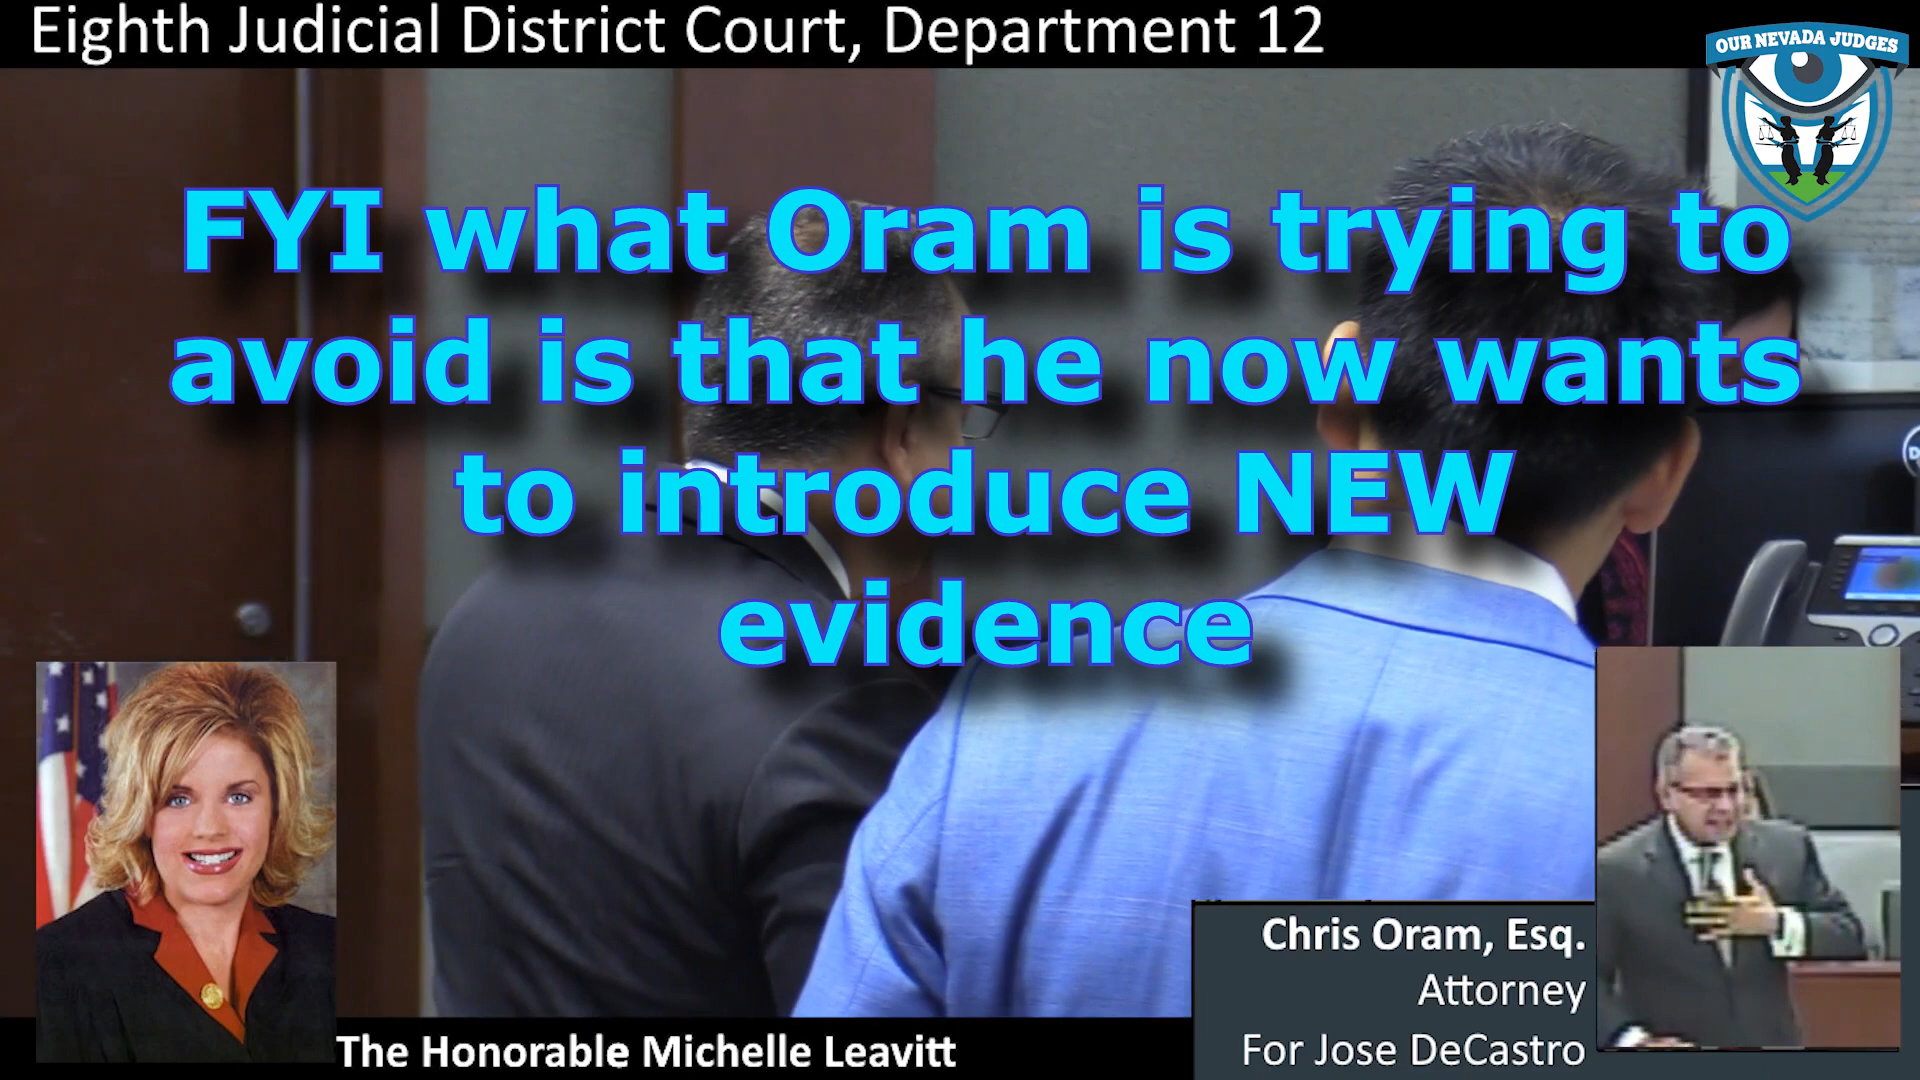 Eighth Judicial District Court, Department 12
OUR NEVADA JUDGES
FYI what Oram is trying to
avoid is that he now wants
to introduce NEW
evidence
Chris Oram, Esq.
Attorney
For Jose DeCastro
The Honorable Michelle Leavitt